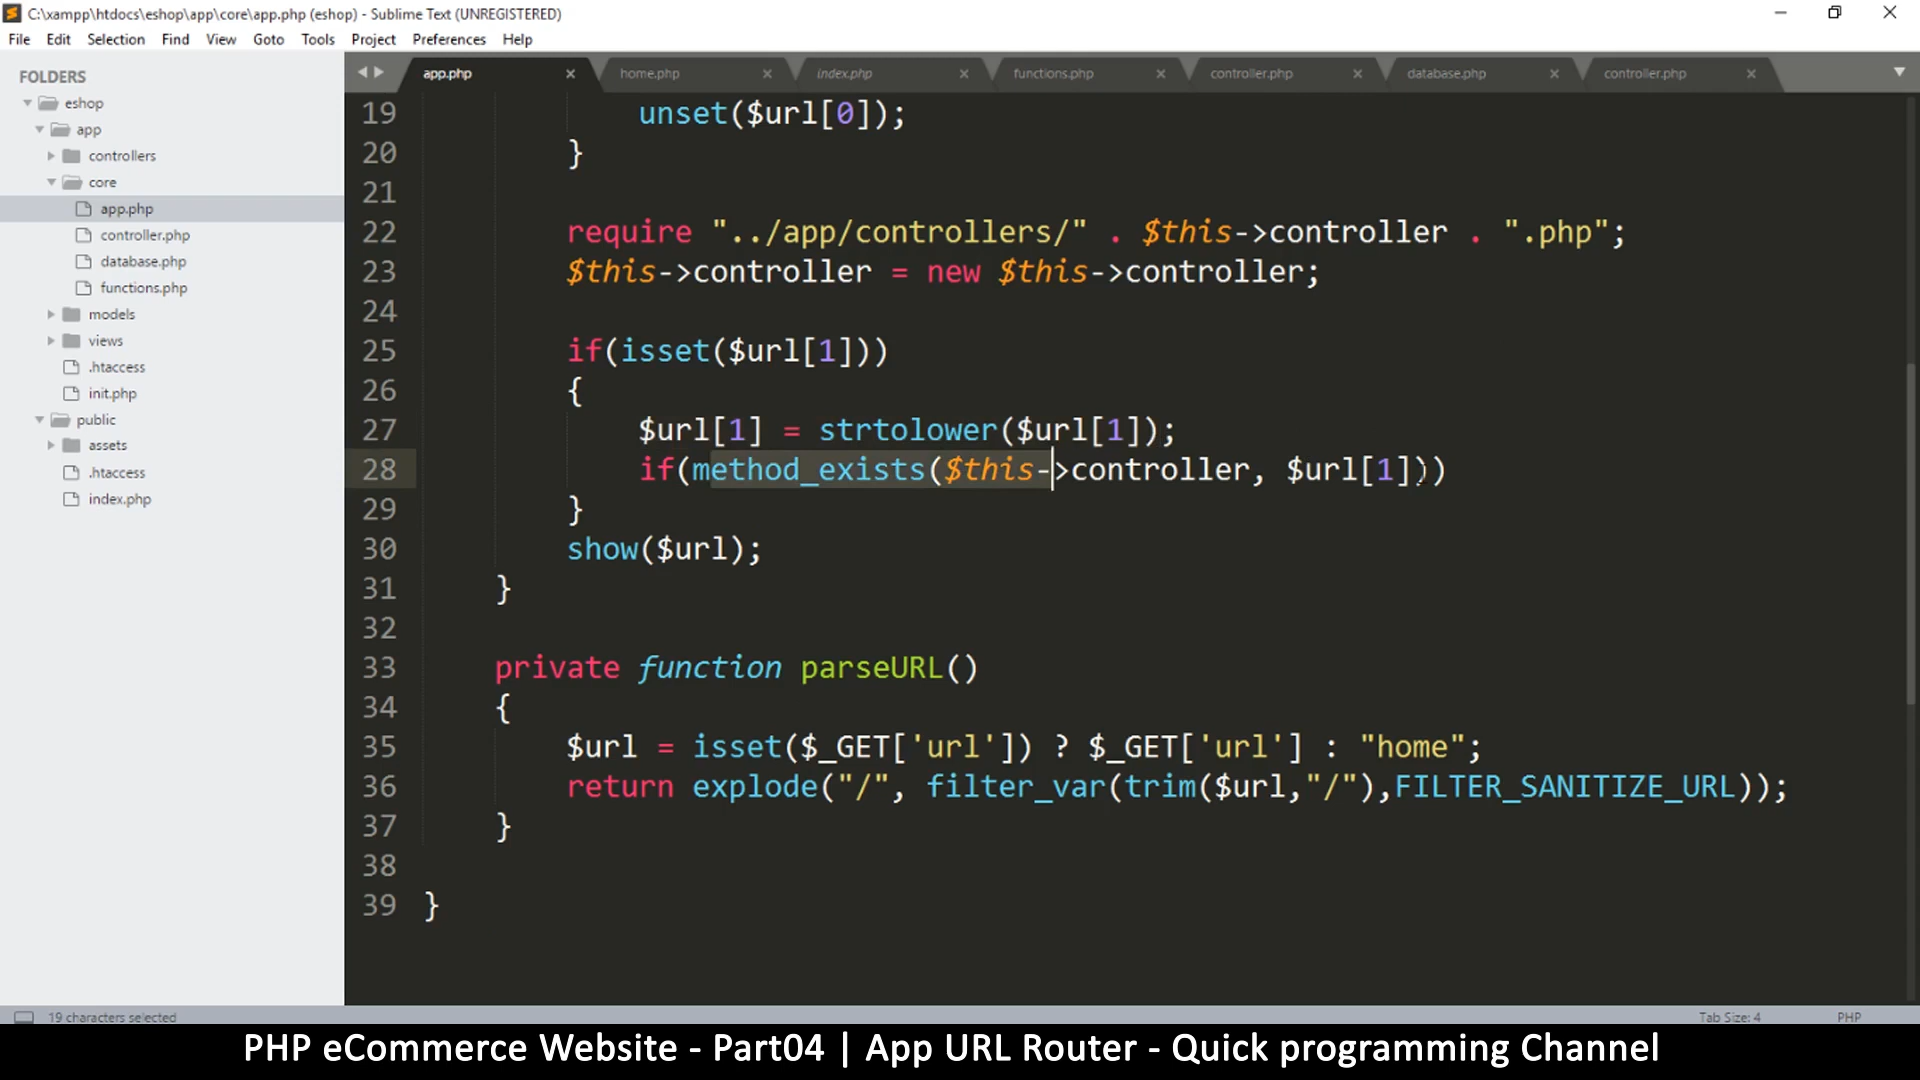 C:\xampp\htdocs\eshop\app\core\app.php (eshop) - Sublime Text (UNREGISTERED)
File Edit Selection Find View Goto Tools Project Preferences Help
FOLDERS
eshop
app
controllers
core
app.php
controller.php
database.php
functions.php
models
views
.htaccess
init.php
public
assets
.htaccess
index.php
app.php home.php index.php functions.php controller.php database.php controller.php
19 unset($url[0]);
20 }
21
22 require "../app/controllers/" . $this->controller . ".php";
23 $this->controller = new $this->controller;
24
25 if(isset($url[1]))
26 {
27 $url[1] = strtolower($url[1]);
28 if(method_exists($this->controller, $url[1]))
29 }
30 show($url);
31 }
32
33 private function parseURL()
34 {
35 $url = isset($_GET['url']) ? $_GET['url'] : "home";
36 return explode("/", filter_var(trim($url,"/"),FILTER_SANITIZE_URL));
37 }
38
39 }
19 characters selected Tab Size: 4 PHP
PHP eCommerce Website - Part04 | App URL Router - Quick programming Channel